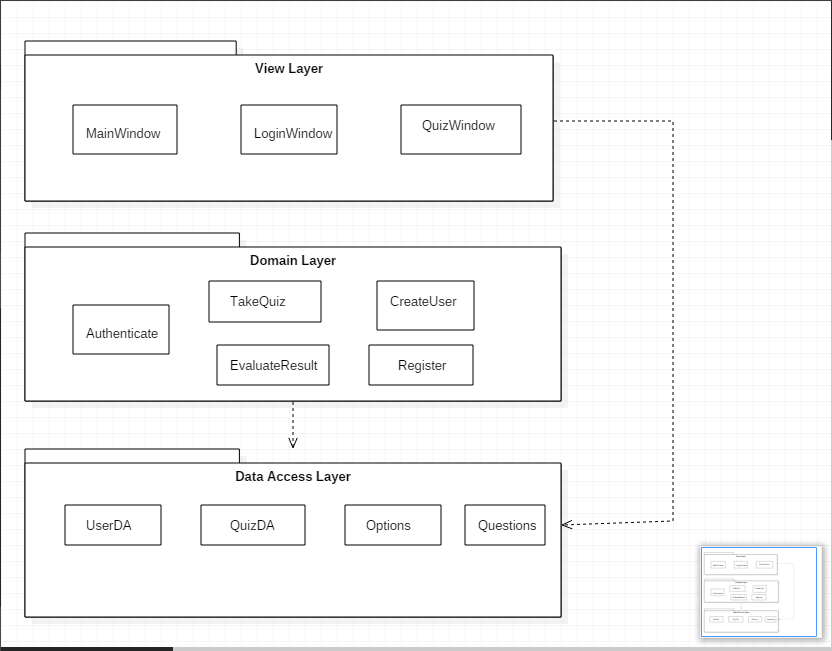 View Layer
MainWindow
LoginWindow
QuizWindow
Domain Layer
Authenticate
TakeQuiz
CreateUser
EvaluateResult
Register
Data Access Layer
UserDA
QuizDA
Options
Questions